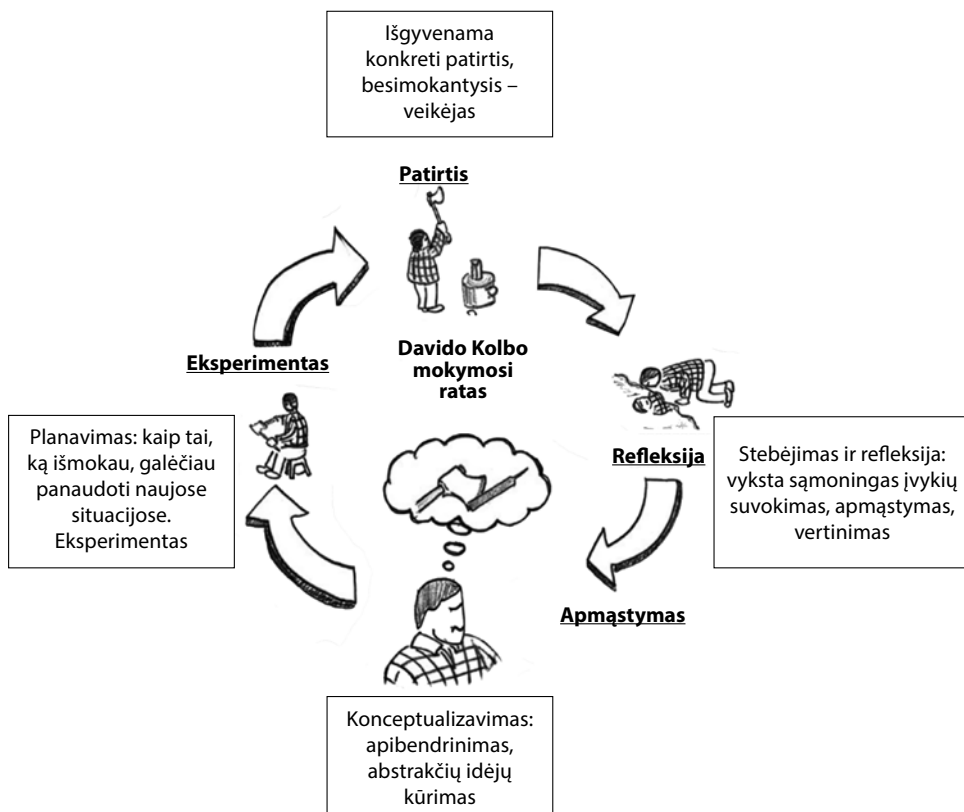 Išgyvenama
konkreti patirtis,
besimokantysis –
veikėjas
Patirtis
Davido Kolbo
mokymosi
ratas
Eksperimentas
Planavimas: kaip tai,
ką išmokau, galėčiau
panaudoti naujose
situacijose.
Eksperimentas
Refleksija
Stebėjimas ir refleksija:
vyksta sąmoningas įvykių
suvokimas, apmąstymas,
vertinimas
Apmąstymas
Konceptualizavimas:
apibendrinimas,
abstrakčių idėjų
kūrimas